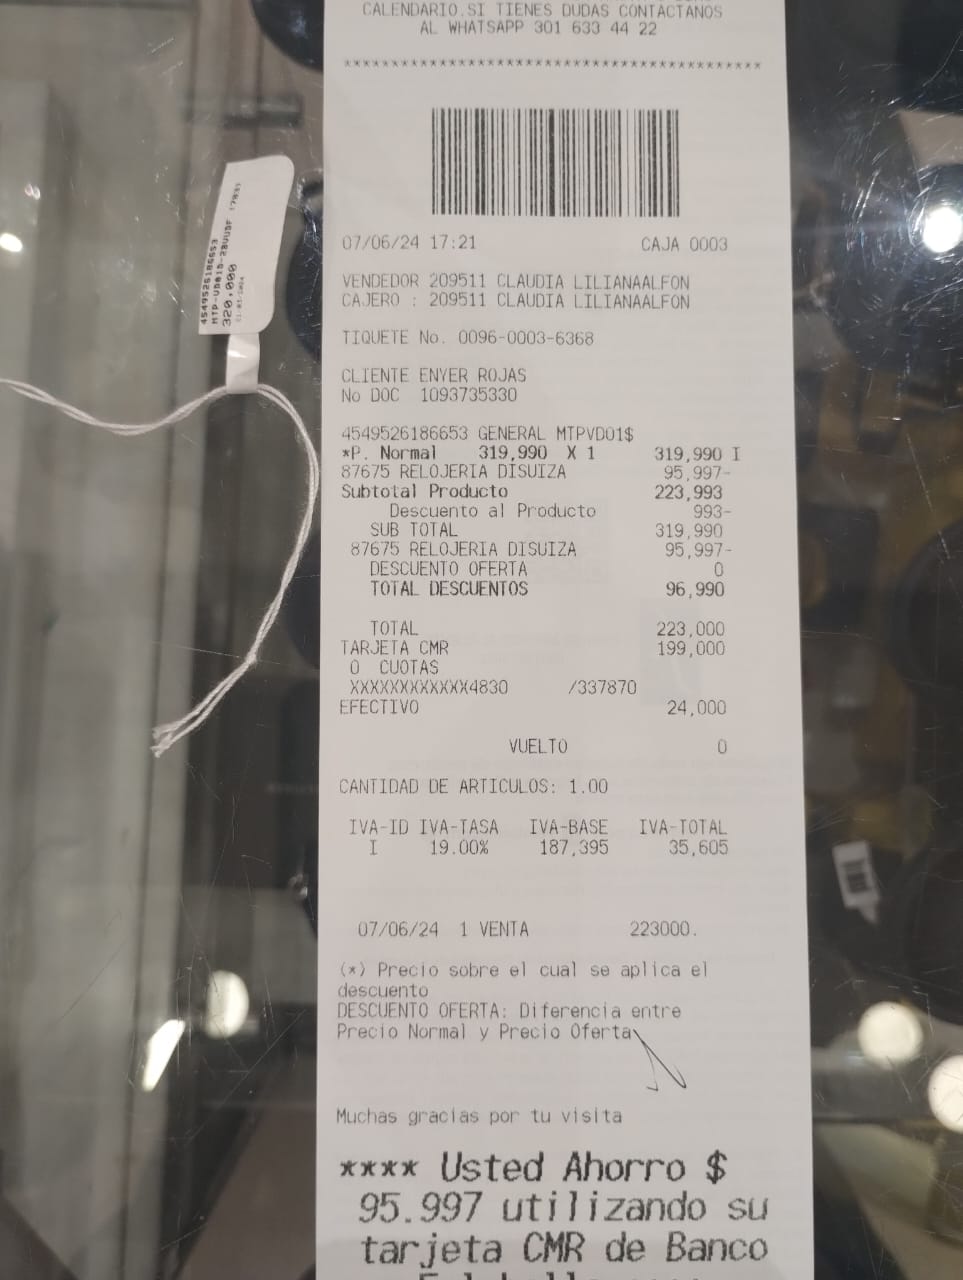 CALENDARIO.SI TIENES DUDAS CONTACTANOS
AL WHATSAPP 301 633 44 22
********************************************
07/06/24 17:21 CAJA 0003
VENDEDOR 209511 CLAUDIA LILIANAALFON
CAJERO : 209511 CLAUDIA LILIANAALFON
TIQUETE No. 0096-0003-6368
CLIENTE ENYER ROJAS
No DOC 1093735330
4549526186653 GENERAL MTPVD01$
*P. Normal 319,990 X 1 319,990 I
87675 RELOJERIA DISUIZA 95,997-
Subtotal Producto 223,993
Descuento al Producto 993-
SUB TOTAL 319,990
87675 RELOJERIA DISUIZA 95,997-
DESCUENTO OFERTA 0
TOTAL DESCUENTOS 96,990
TOTAL 223,000
TARJETA CMR 199,000
0 CUOTAS
XXXXXXXXXXXX4830 /337870
EFECTIVO 24,000
VUELTO 0
CANTIDAD DE ARTICULOS: 1.00
IVA-ID IVA-TASA IVA-BASE IVA-TOTAL
I 19.00% 187,395 35,605
07/06/24 1 VENTA 223000.
(*) Precio sobre el cual se aplica el
descuento
DESCUENTO OFERTA: Diferencia entre
Precio Normal y Precio Oferta
Muchas gracias por tu visita
**** Usted Ahorro $
95.997 utilizando su
tarjeta CMR de Banco
4549526186653
320,000